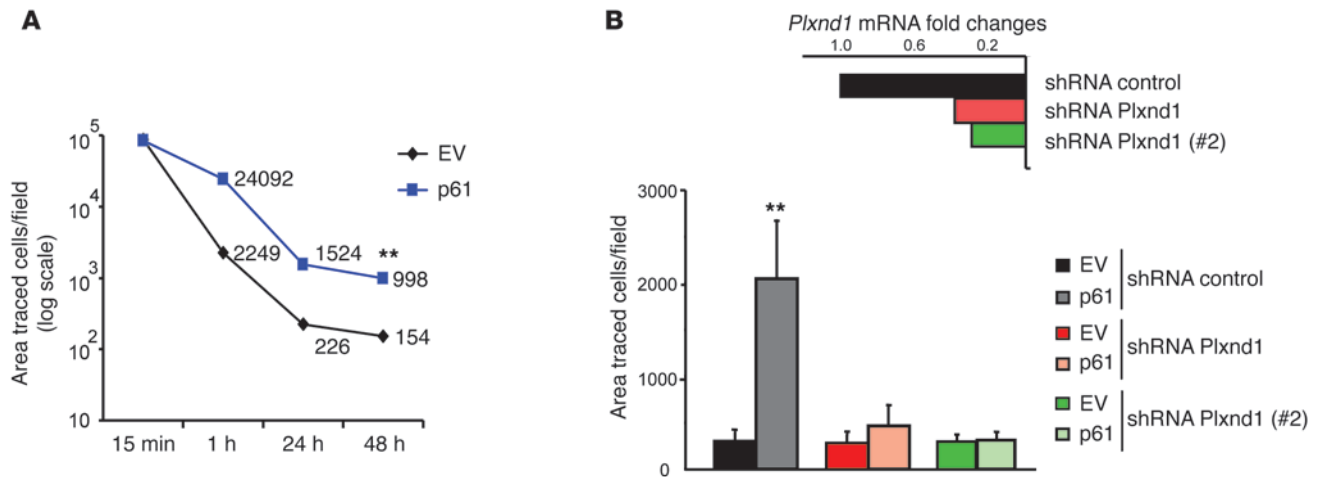 A
Area traced cells/field
(log scale)
10^5
10^4
10^3
10^2
10
15 min 1 h 24 h 48 h
24092
2249
1524
**
998
226
154
EV
p61
B
Plxnd1 mRNA fold changes
1.0 0.6 0.2
shRNA control
shRNA Plxnd1
shRNA Plxnd1 (#2)
Area traced cells/field
3000
2000
1000
0
**
EV
p61
shRNA control
EV
p61
shRNA Plxnd1
EV
p61
shRNA Plxnd1 (#2)